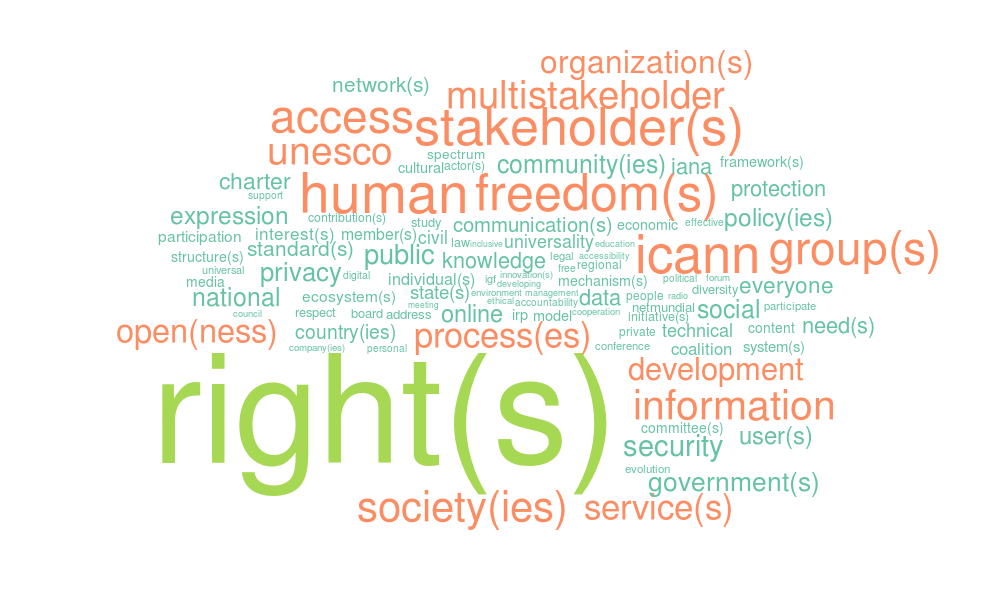 organization(s)
network(s)
multistakeholder
access
stakeholder(s)
unesco
spectrum
cultural
actor(s)
community(ies)
jana
framework(s)
charter
support
human
freedom(s)
protection
expression
contribution(s)
study
communication(s)
economic
effective
policy(ies)
participation
interest(s)
member(s)
civil
law
inclusive
universality
education
icann
group(s)
structure(s)
standard(s)
public
knowledge
legal
accessibility
free
regional
universal
privacy
digital
media
individual(s)
igf
innovation(s)
developing
mechanism(s)
political
forum
diversity
everyone
national
ecosystem(s)
state(s)
environment
management
data
people
radio
meeting
ethical
accountability
netmundial
social
participate
council
respect
board
address
online
irp
model
cooperation
initiative(s)
open(ness)
country(ies)
process(es)
private
technical
content
need(s)
company(ies)
personal
conference
coalition
system(s)
right(s)
development
information
committee(s)
security
user(s)
evolution
government(s)
society(ies)
service(s)